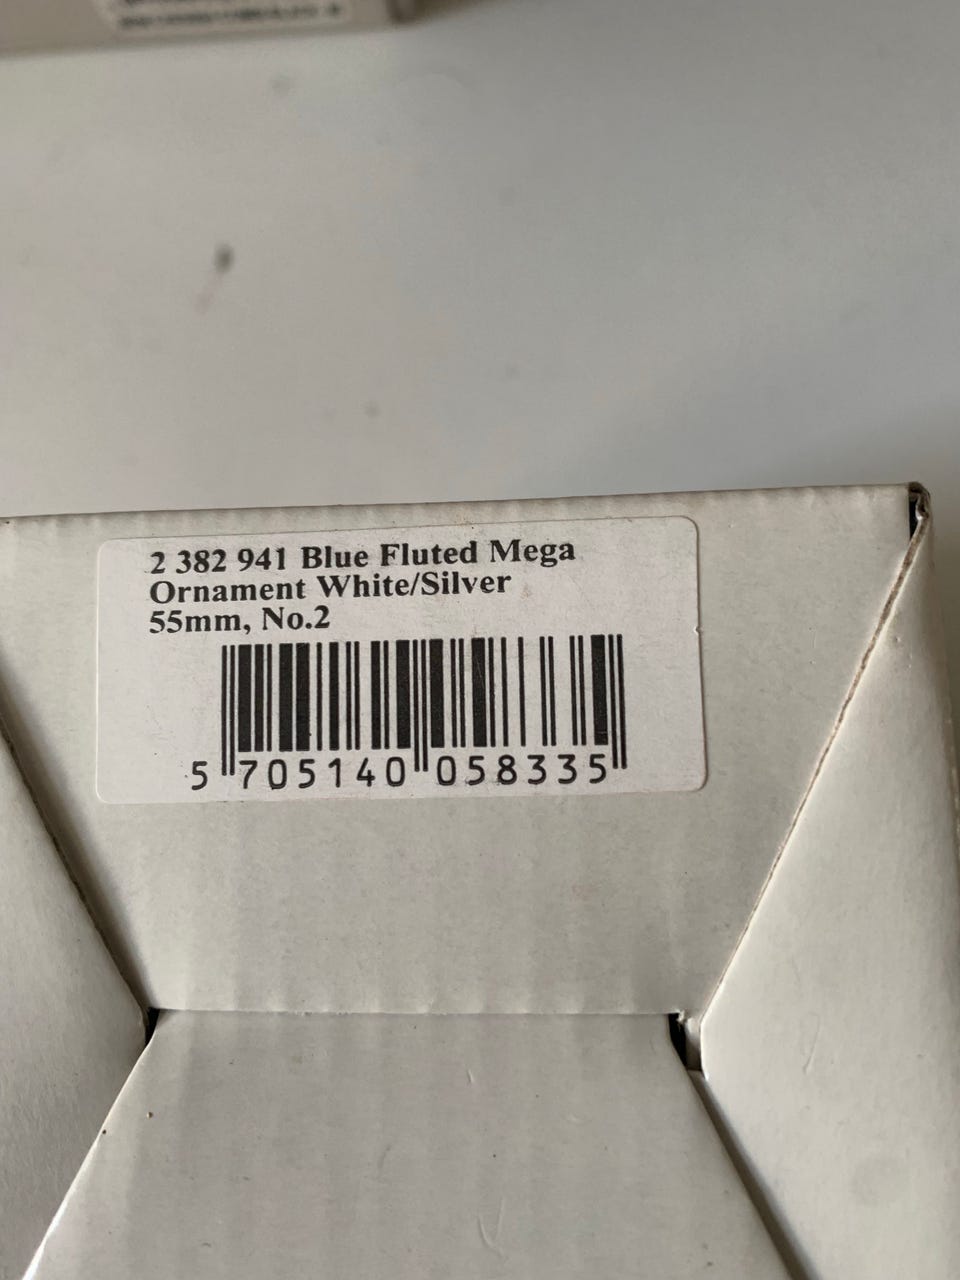 2 382 941 Blue Fluted Mega
Ornament White/Silver
55mm, No.2
5 705140 058335